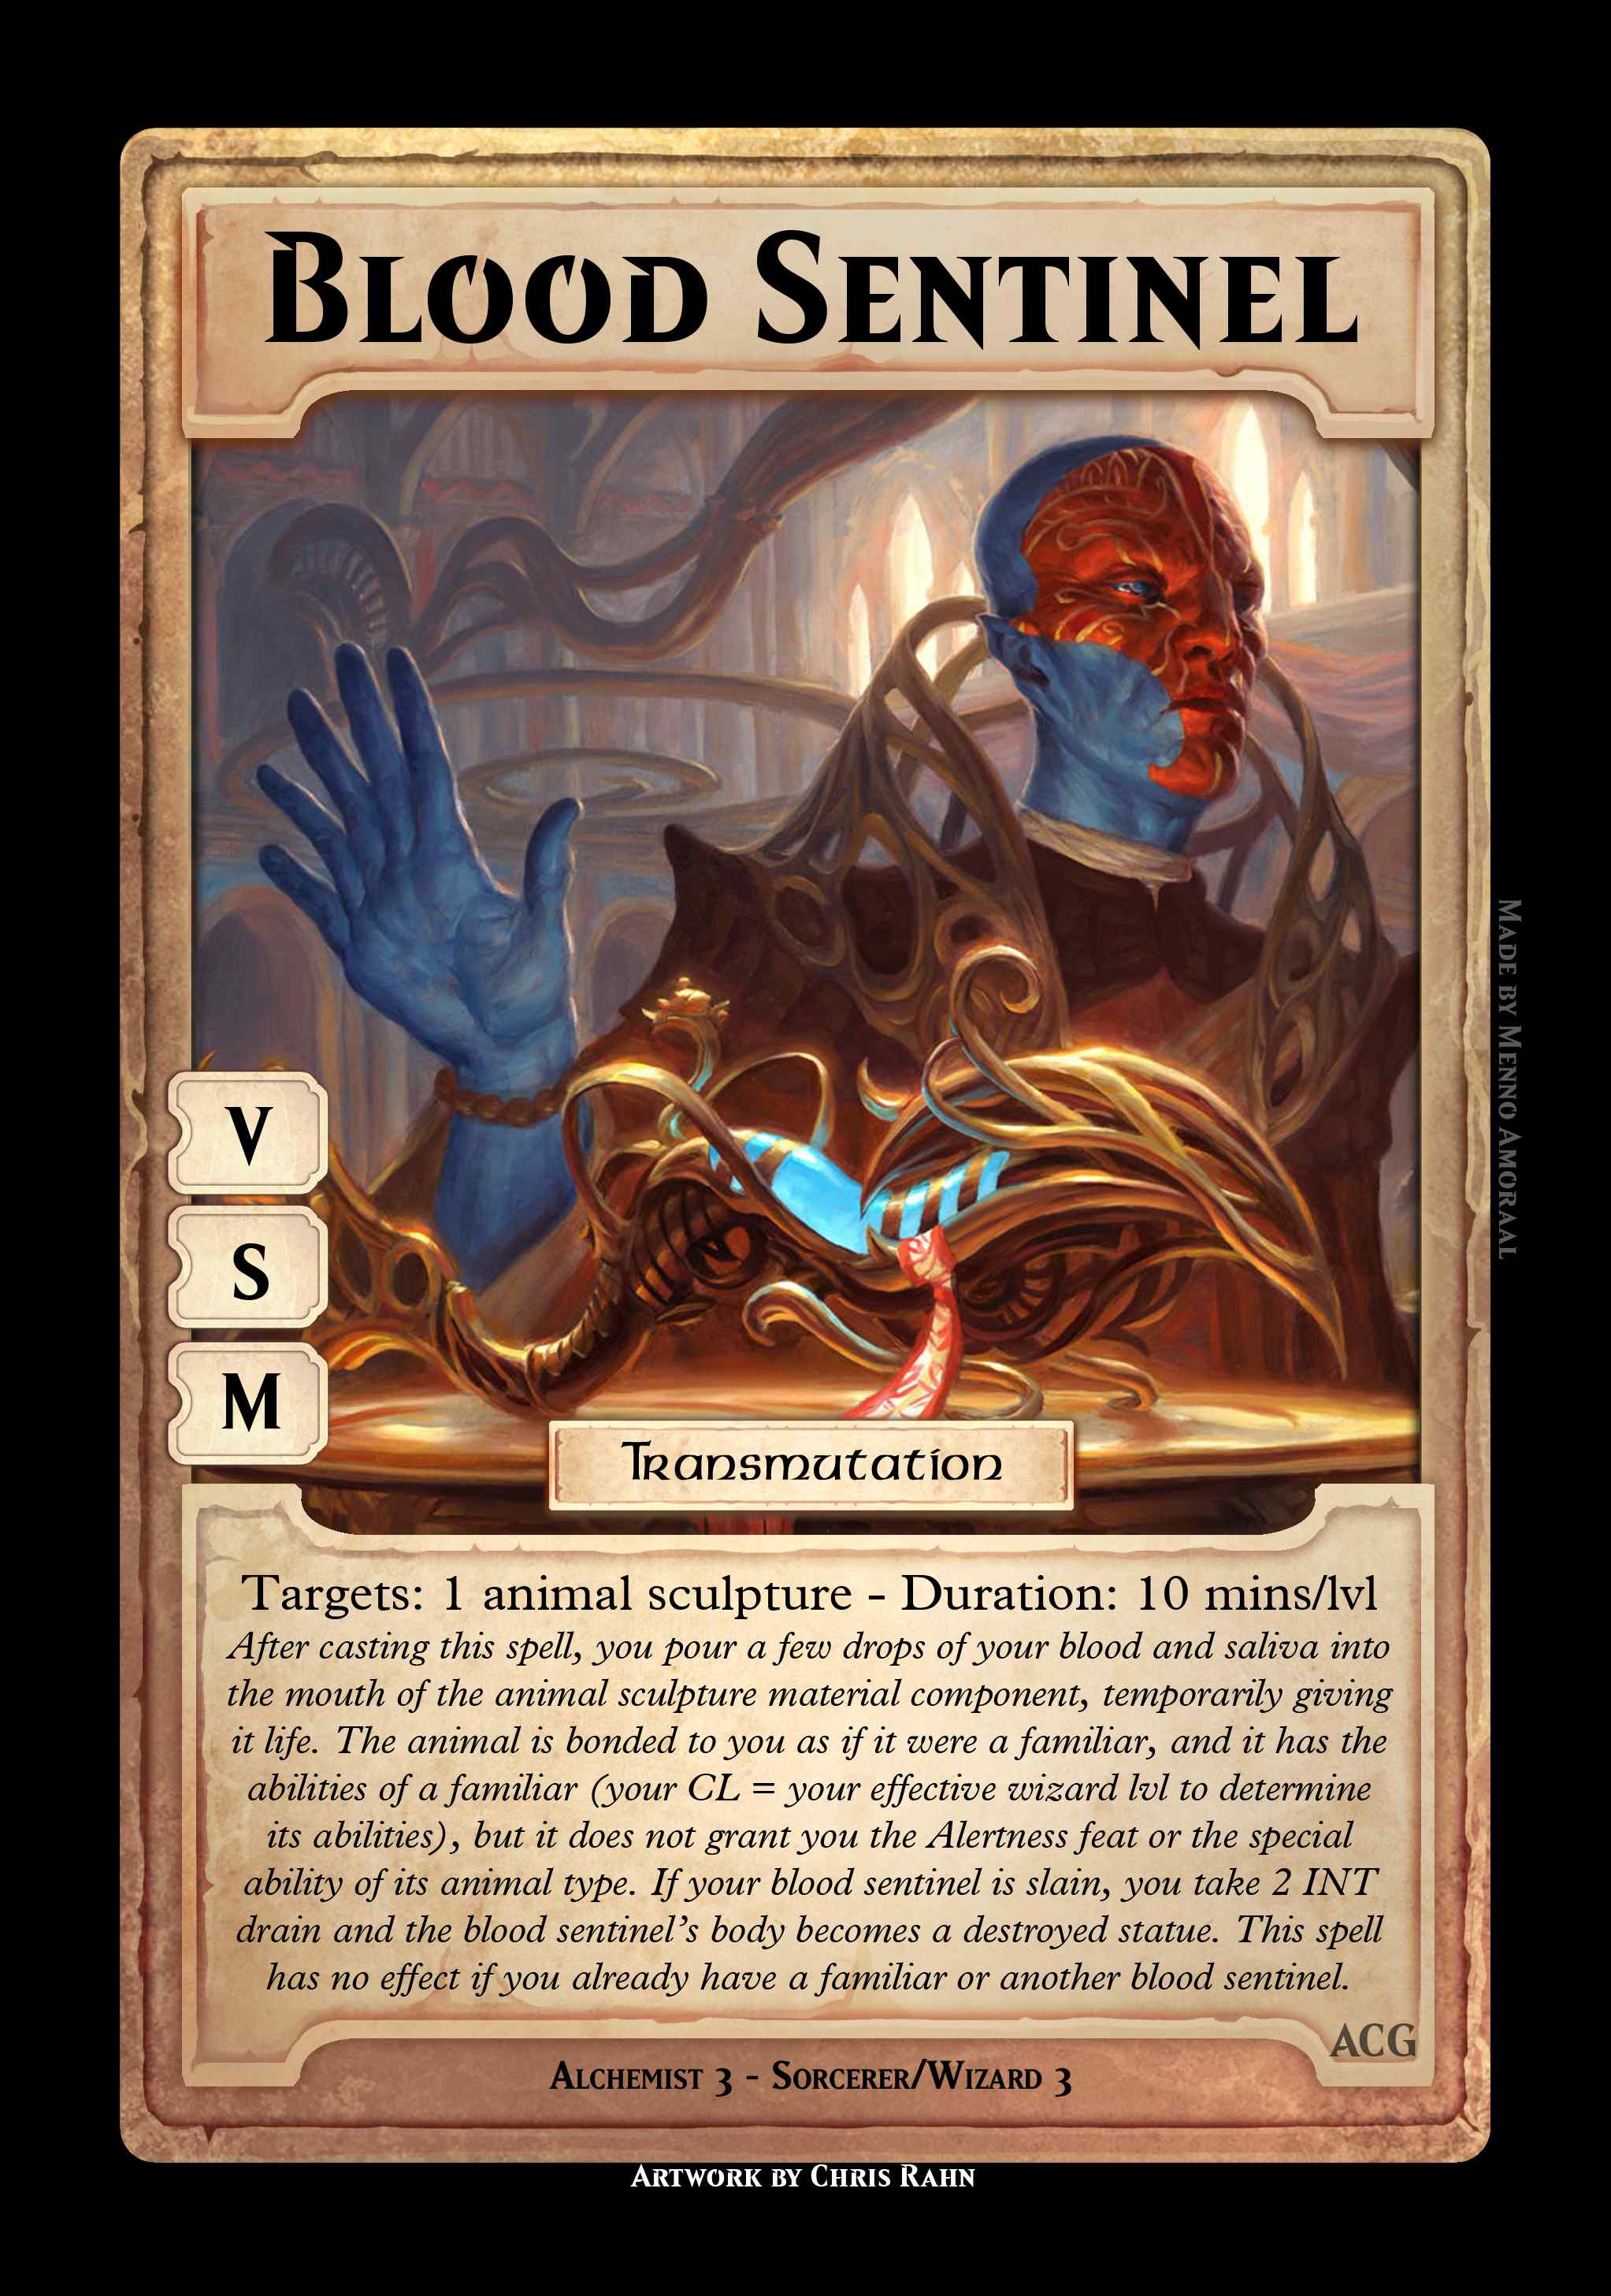 Blood Sentinel
V
S
M
Transmutation
Targets: 1 animal sculpture - Duration: 10 mins/lvl
After casting this spell, you pour a few drops of your blood and saliva into
the mouth of the animal sculpture material component, temporarily giving
it life. The animal is bonded to you as if it were a familiar, and it has the
abilities of a familiar (your CL = your effective wizard lvl to determine
its abilities), but it does not grant you the Alertness feat or the special
ability of its animal type. If your blood sentinel is slain, you take 2 INT
drain and the blood sentinel's body becomes a destroyed statue. This spell
has no effect if you already have a familiar or another blood sentinel.
ACG
Alchemist 3 - Sorcerer/Wizard 3
Artwork by Chris Rahn
Made by Menno Amoraal